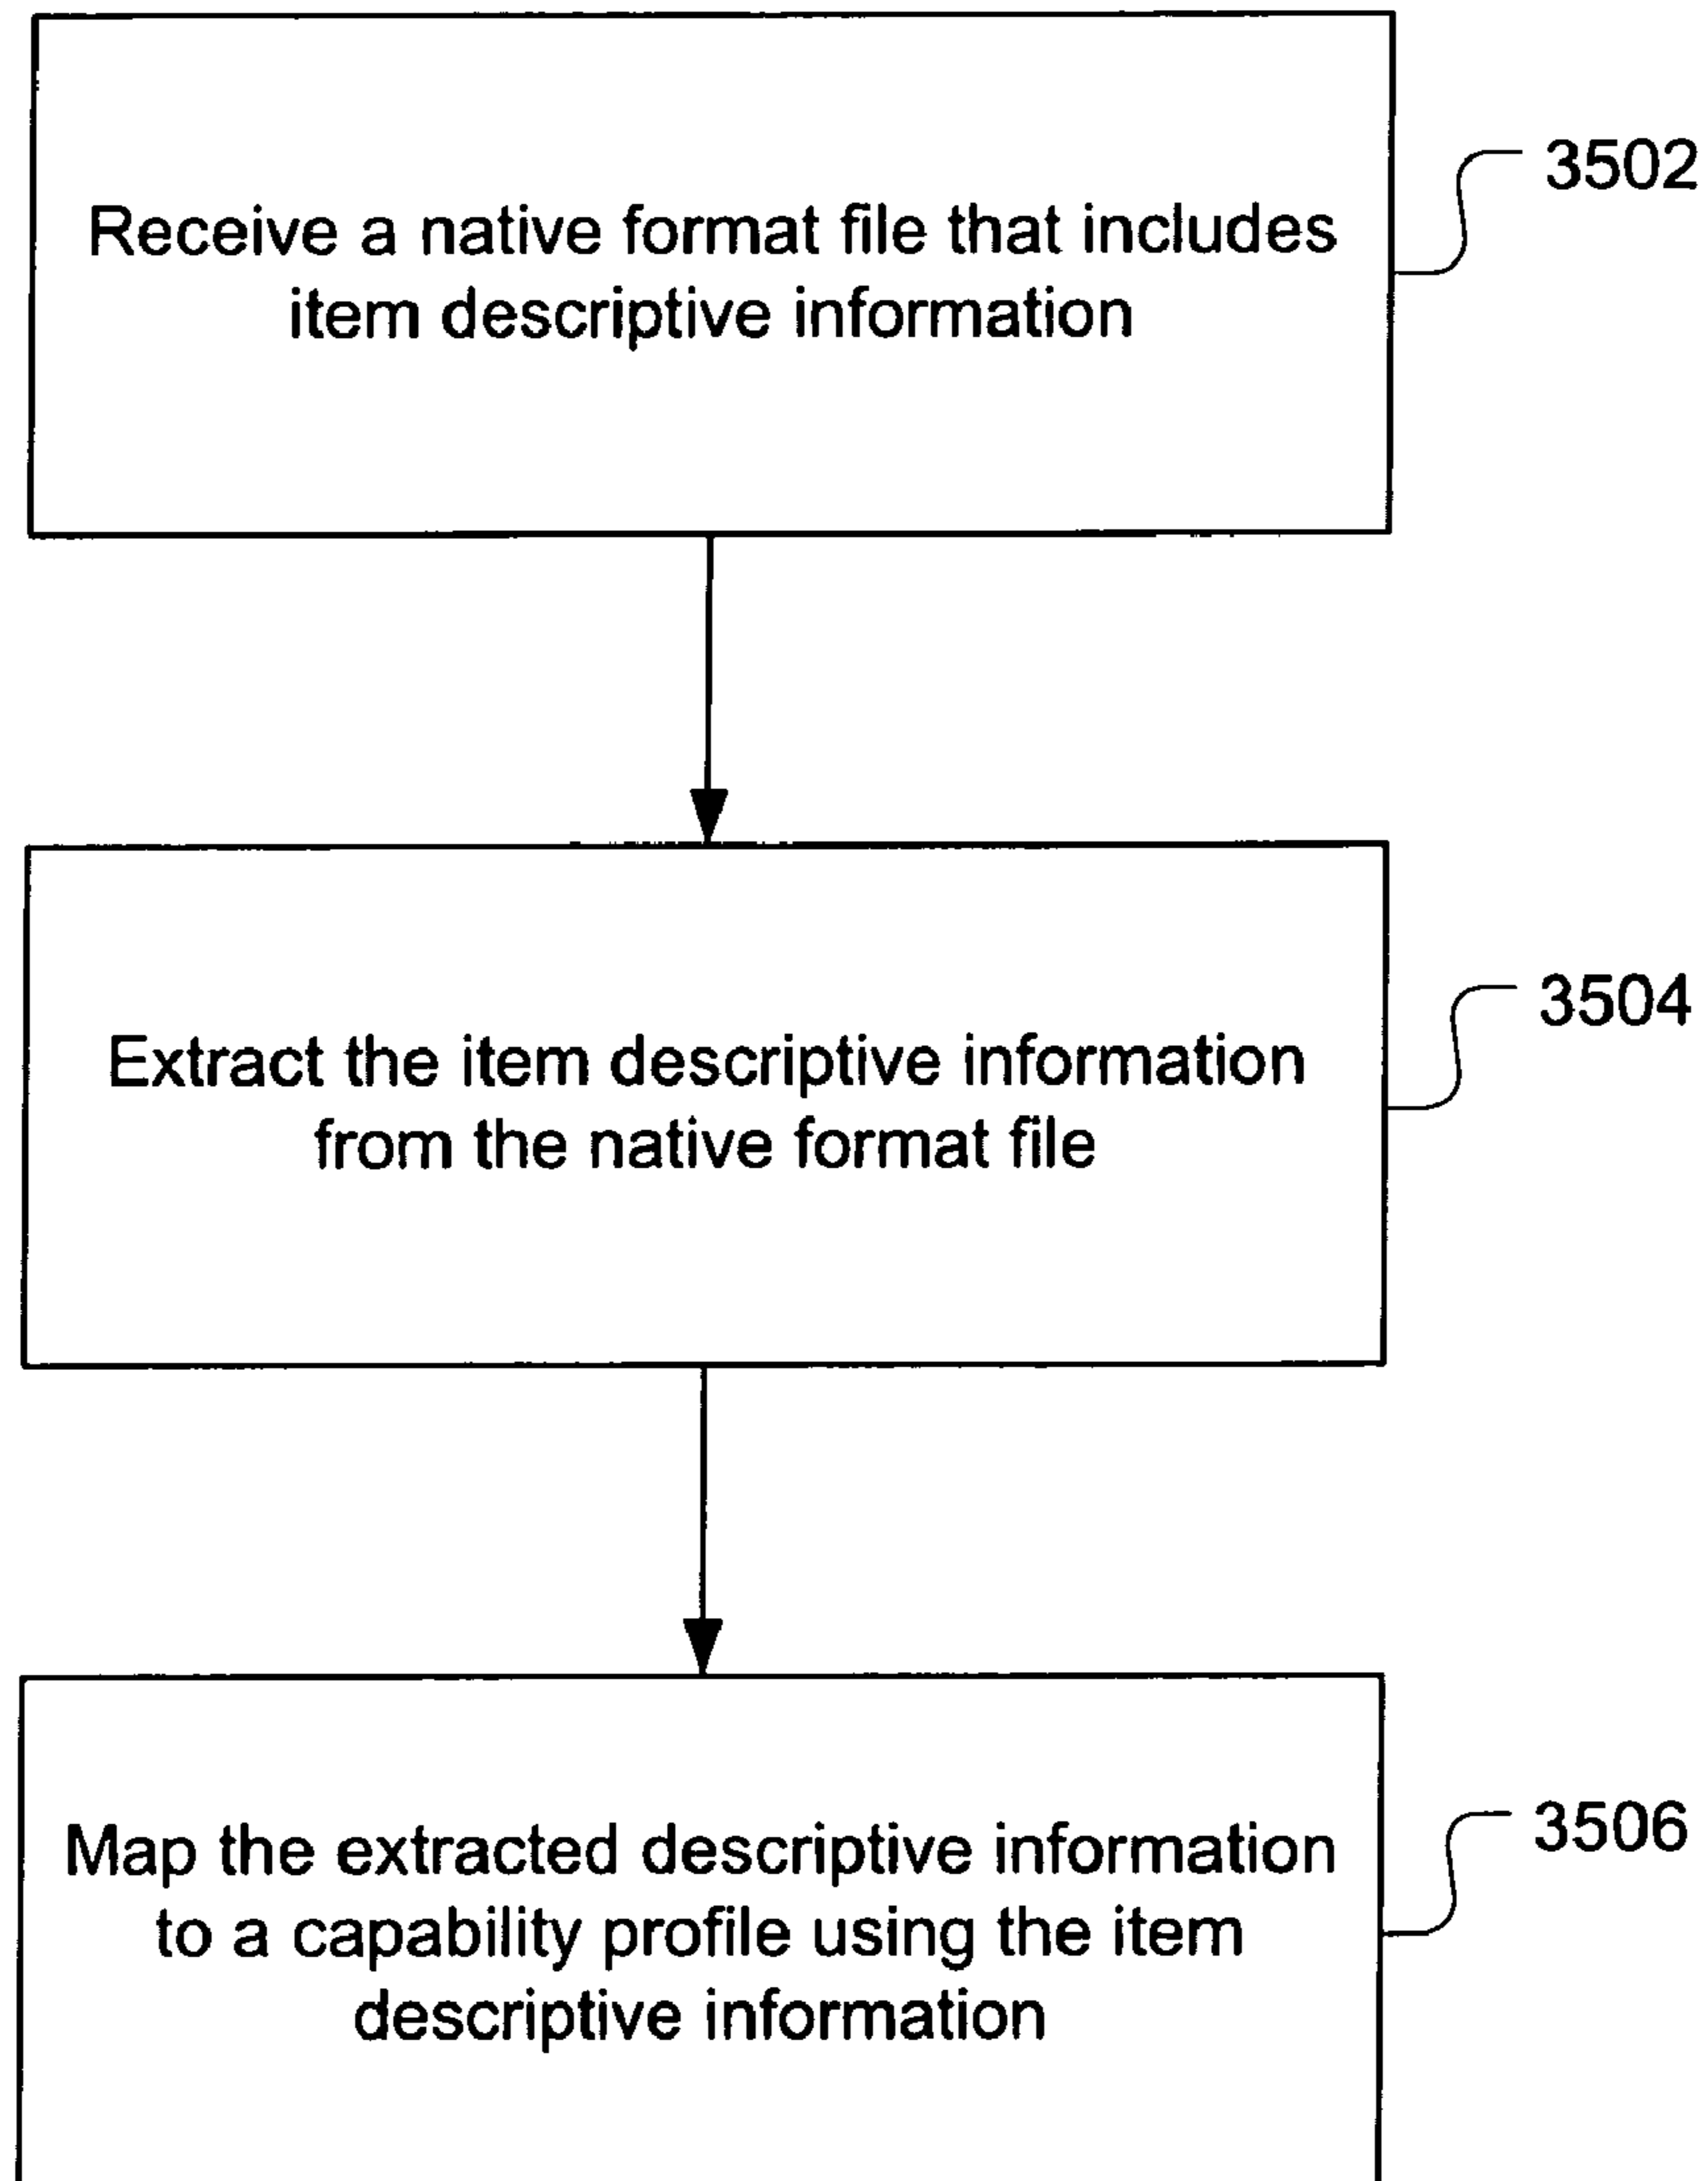 3502
Receive a native format file that includes
item descriptive information
3504
Extract the item descriptive information
from the native format file
3506
Map the extracted descriptive information
to a capability profile using the item
descriptive information